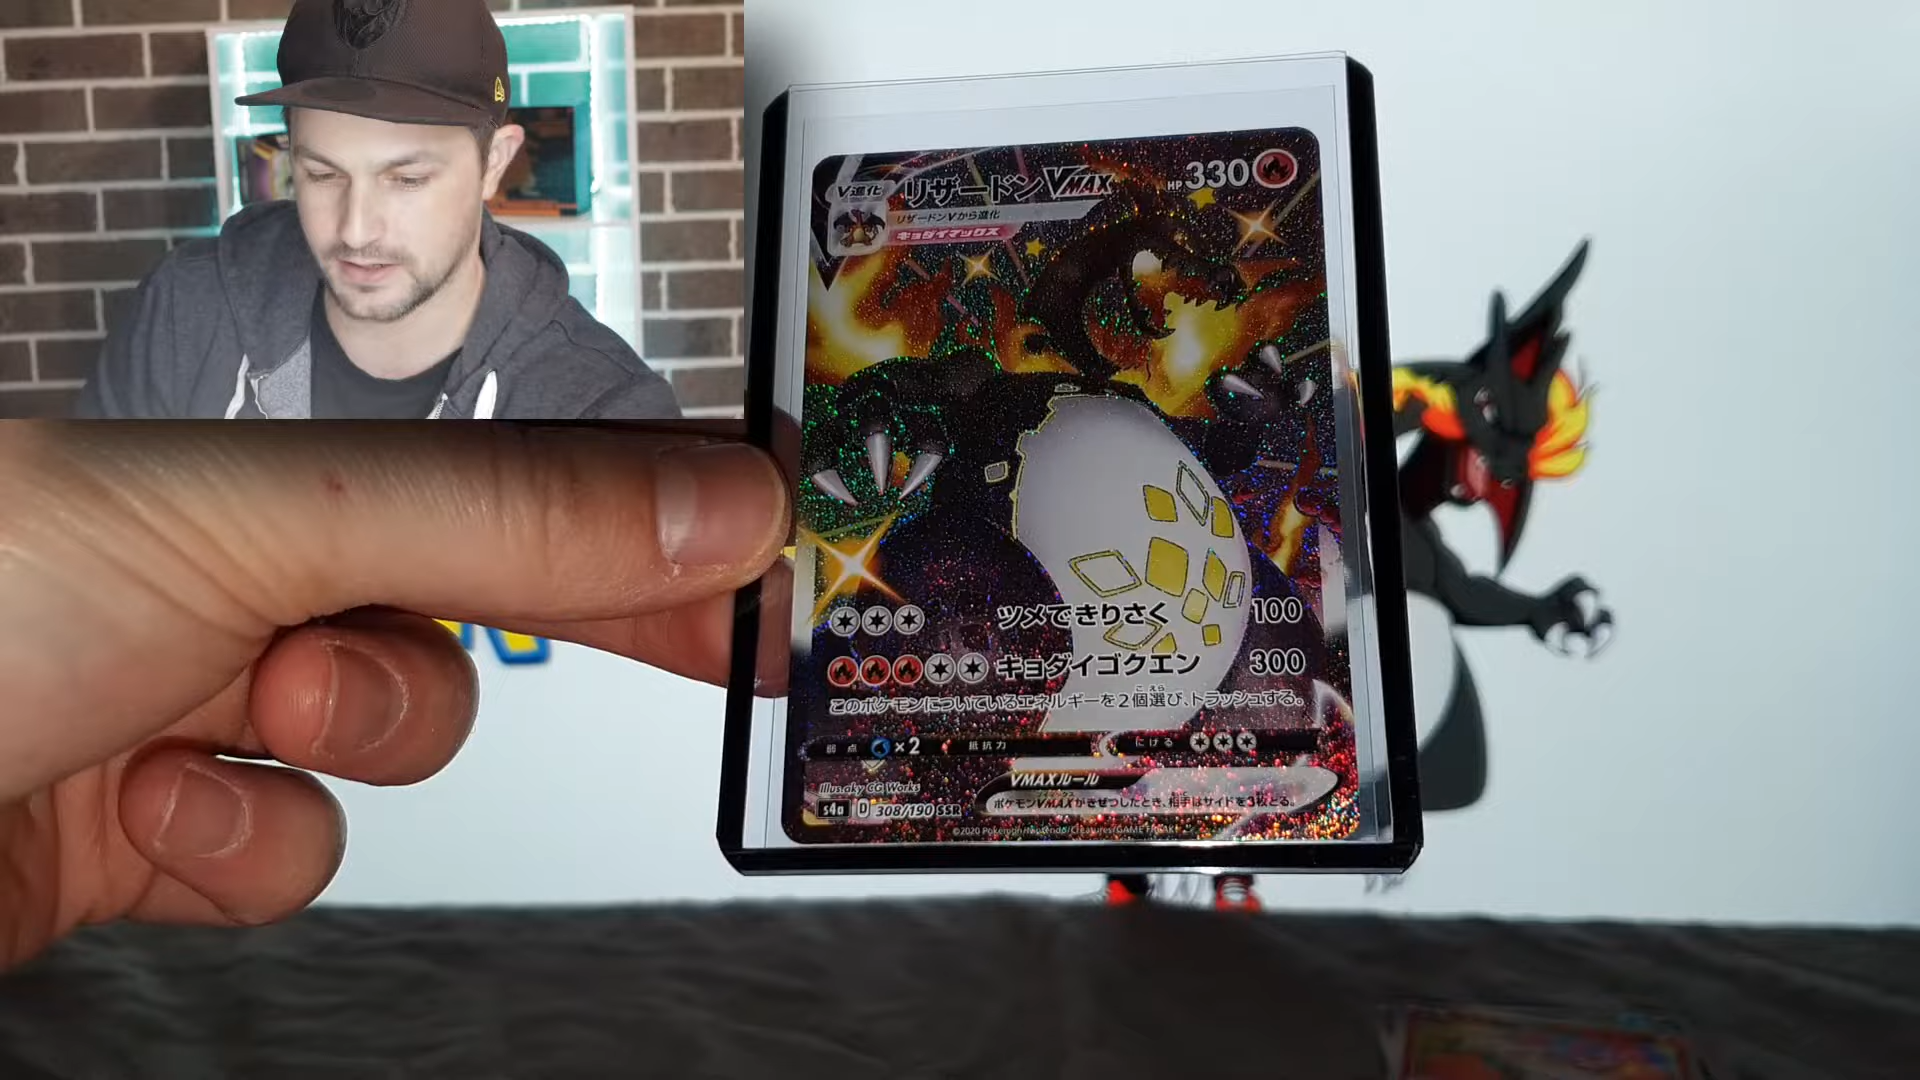 V進化
リザードンVMAX
HP 330
リザードンVから進化
キョダイマックス
ツメできりさく 100
キョダイゴクエン 300
このポケモンについているエネルギーを2個選び、トラッシュする。
こ えら
弱点 ×2 抵抗力 にげる
VMAXルール
ポケモンVMAXがきぜつしたとき、相手はサイドを3枚とる。
Illus.aky CG Works
s4a D 308/190 SSR
©2020 Pokémon/Nintendo/Creatures/GAME FREAK